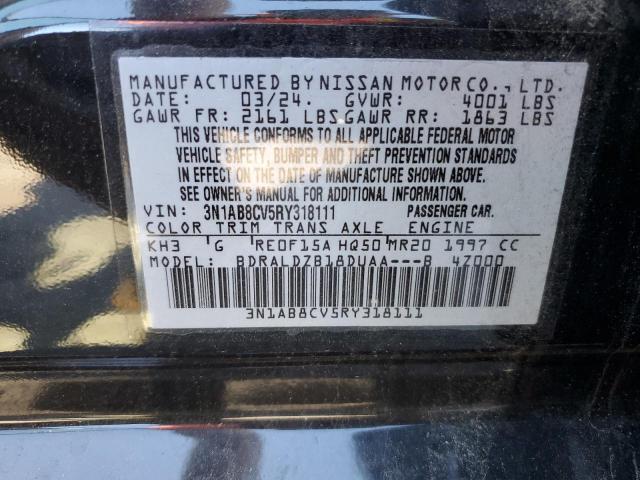 MANUFACTURED BY NISSAN MOTOR CO., LTD.
DATE: 03/24. GVWR: 4001 LBS
GAWR FR: 2161 LBS GAWR RR: 1863 LBS
THIS VEHICLE CONFORMS TO ALL APPLICABLE FEDERAL MOTOR
VEHICLE SAFETY, BUMPER AND THEFT PREVENTION STANDARDS
IN EFFECT ON THE DATE OF MANUFACTURE SHOWN ABOVE.
SEE OWNER'S MANUAL FOR ADDITIONAL INFORMATION.
VIN: 3N1AB8CV5RY318111 PASSENGER CAR.
COLOR TRIM TRANS AXLE ENGINE
KH3 'G RE0F15A HQ50 MR20 1997 CC
MODEL: BDRALDZB18DUAA---B 4Z000
3N1AB8CV5RY318111